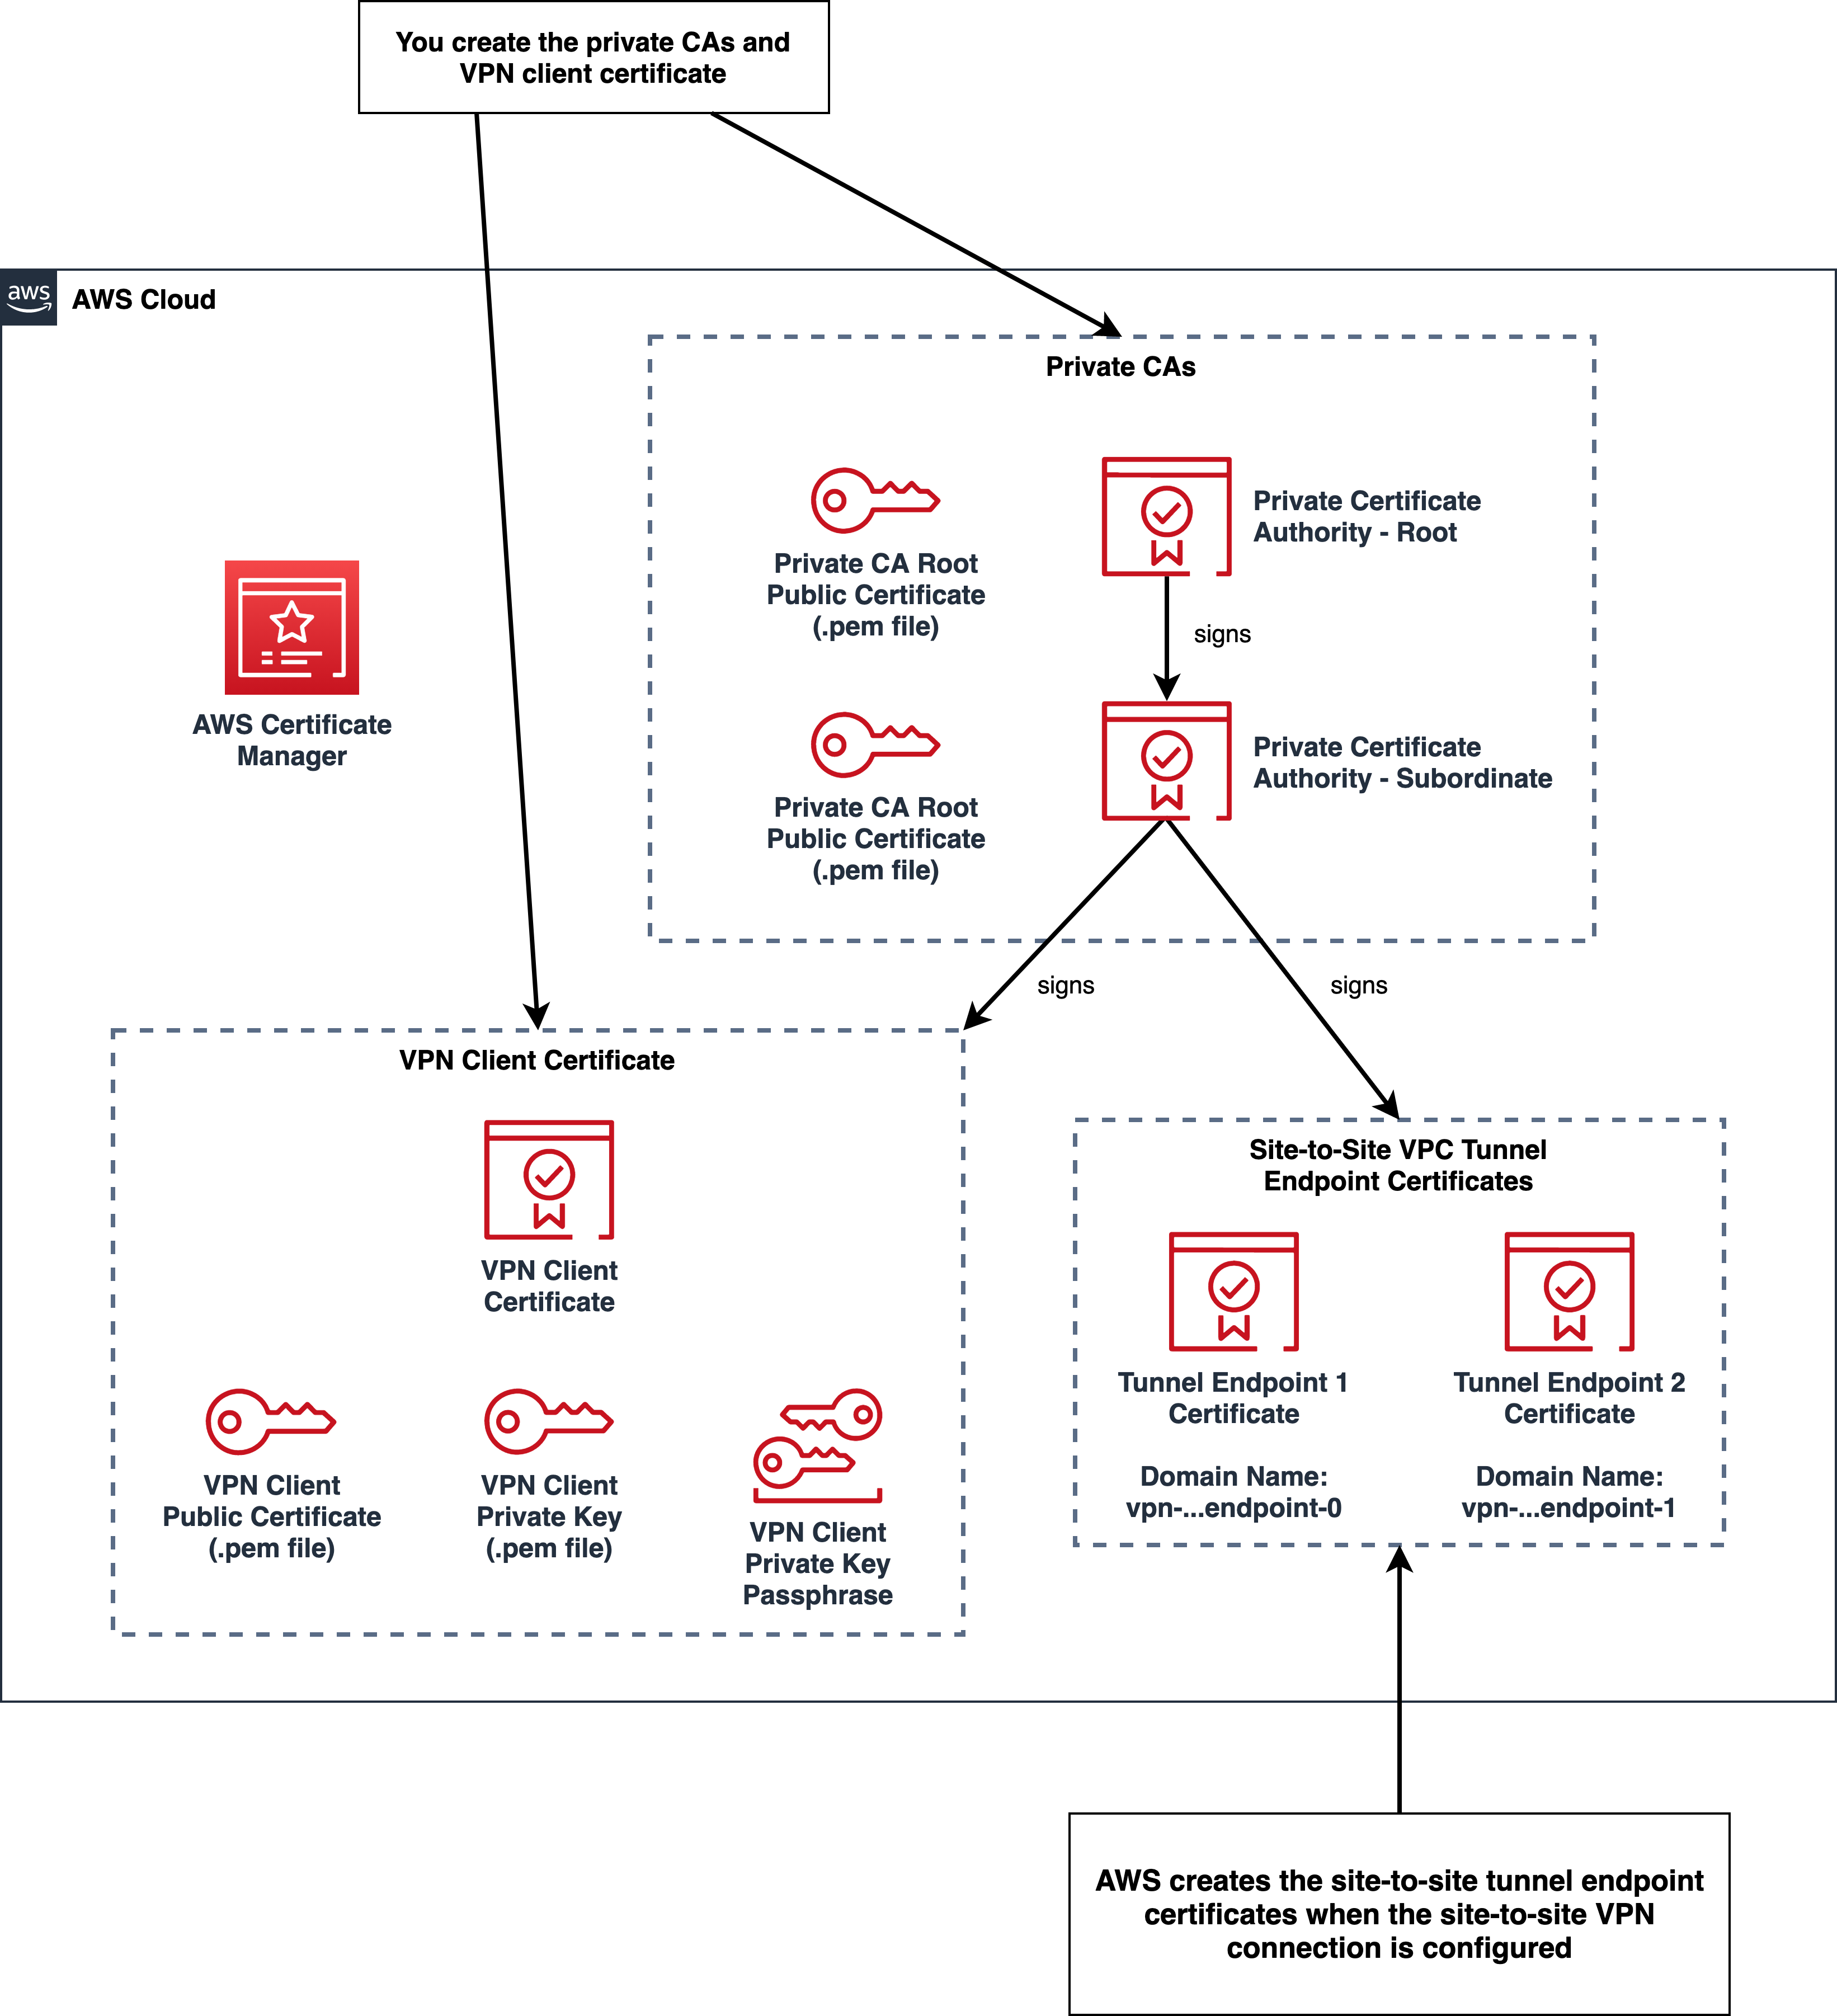 You create the private CAs and
VPN client certificate
aws
AWS Cloud
Private CAs
Private CA Root
Public Certificate
(.pem file)
Private Certificate
Authority - Root
signs
AWS Certificate
Manager
Private CA Root
Public Certificate
(.pem file)
Private Certificate
Authority - Subordinate
signs
signs
VPN Client Certificate
VPN Client
Certificate
VPN Client
Public Certificate
(.pem file)
VPN Client
Private Key
(.pem file)
VPN Client
Private Key
Passphrase
Site-to-Site VPC Tunnel
Endpoint Certificates
Tunnel Endpoint 1
Certificate
Domain Name:
vpn-...endpoint-0
Tunnel Endpoint 2
Certificate
Domain Name:
vpn-...endpoint-1
AWS creates the site-to-site tunnel endpoint
certificates when the site-to-site VPN
connection is configured